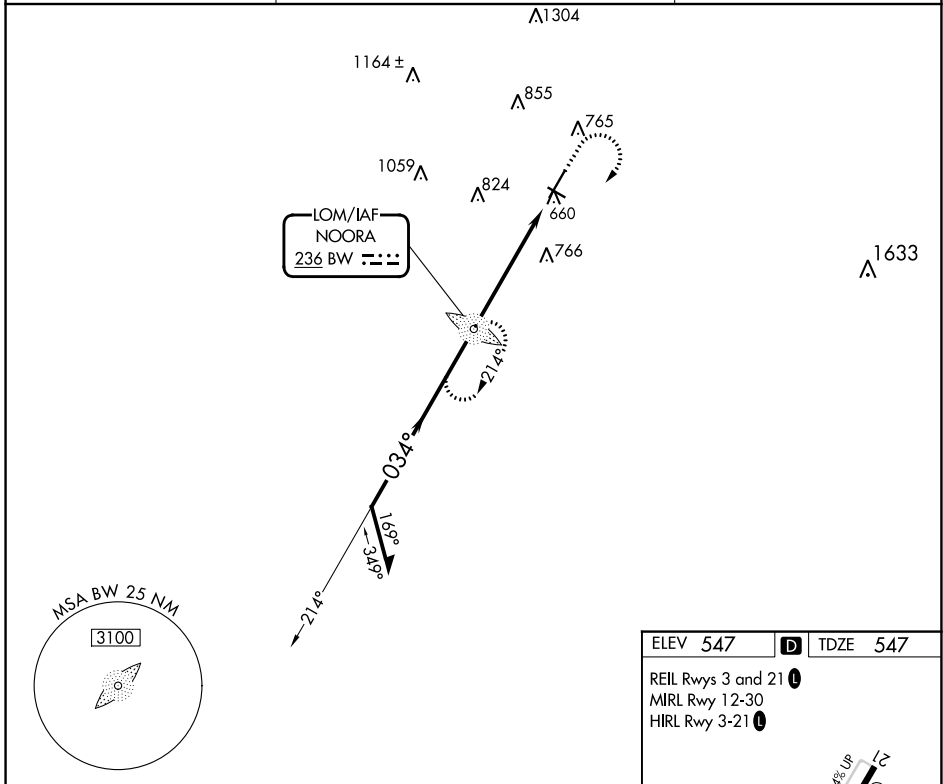 1304
1164 ±
855
765
1059
824
660
LOM/IAF
NOORA
236 BW
766
1633
214°
034°
169°
349°
214°
MSA BW 25 NM
3100
ELEV 547 D TDZE 547
REIL Rwys 3 and 21 L
MIRL Rwy 12-30
HIRL Rwy 3-21 L
4% UP
21